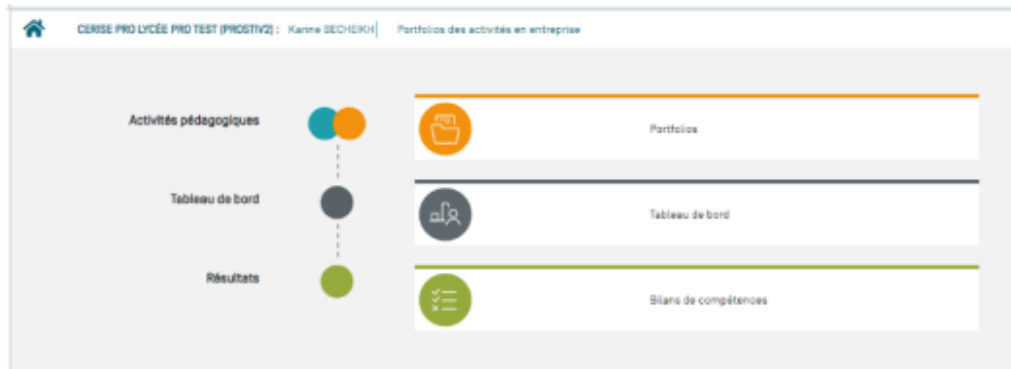 CERISE PRO LYCÉE PRO TEST (PROSTIV2) : Karine BECHEIKH Portfolios des activités en entreprise
Activités pédagogiques
Portfolios
Tableau de bord
Tableau de bord
Résultats
Bilans de compétences